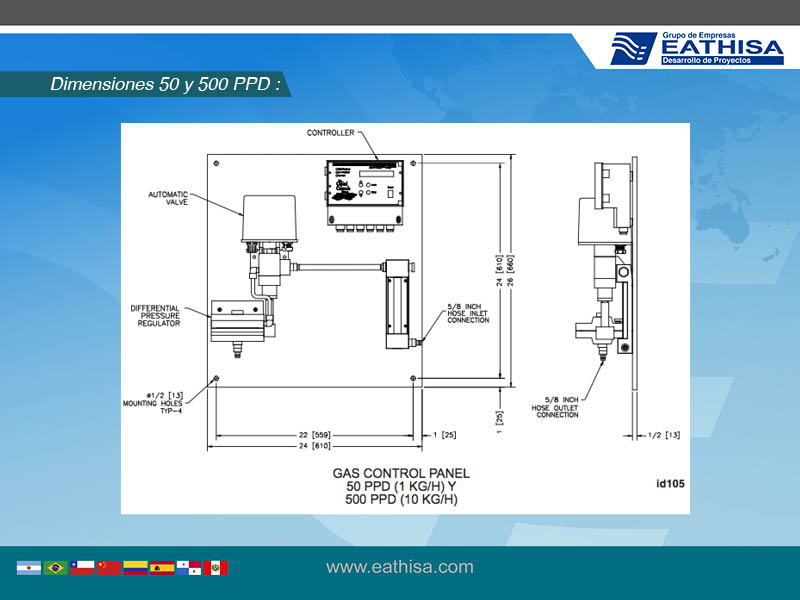 Grupo de Empresas
EATHISA
Desarrollo de Proyectos
Dimensiones 50 y 500 PPD :
CONTROLLER
AUTOMATIC
VALVE
DIFFERENTIAL
PRESSURE
REGULATOR
5/8 INCH
HOSE INLET
CONNECTION
24 [610]
26 [660]
ø1/2 [13]
MOUNTING HOLES
TYP-4
22 [559]
1 [25]
24 [610]
1 [25]
5/8 INCH
HOSE OUTLET
CONNECTION
1/2 [13]
GAS CONTROL PANEL
50 PPD (1 KG/H) Y
500 PPD (10 KG/H)
id105
www.eathisa.com